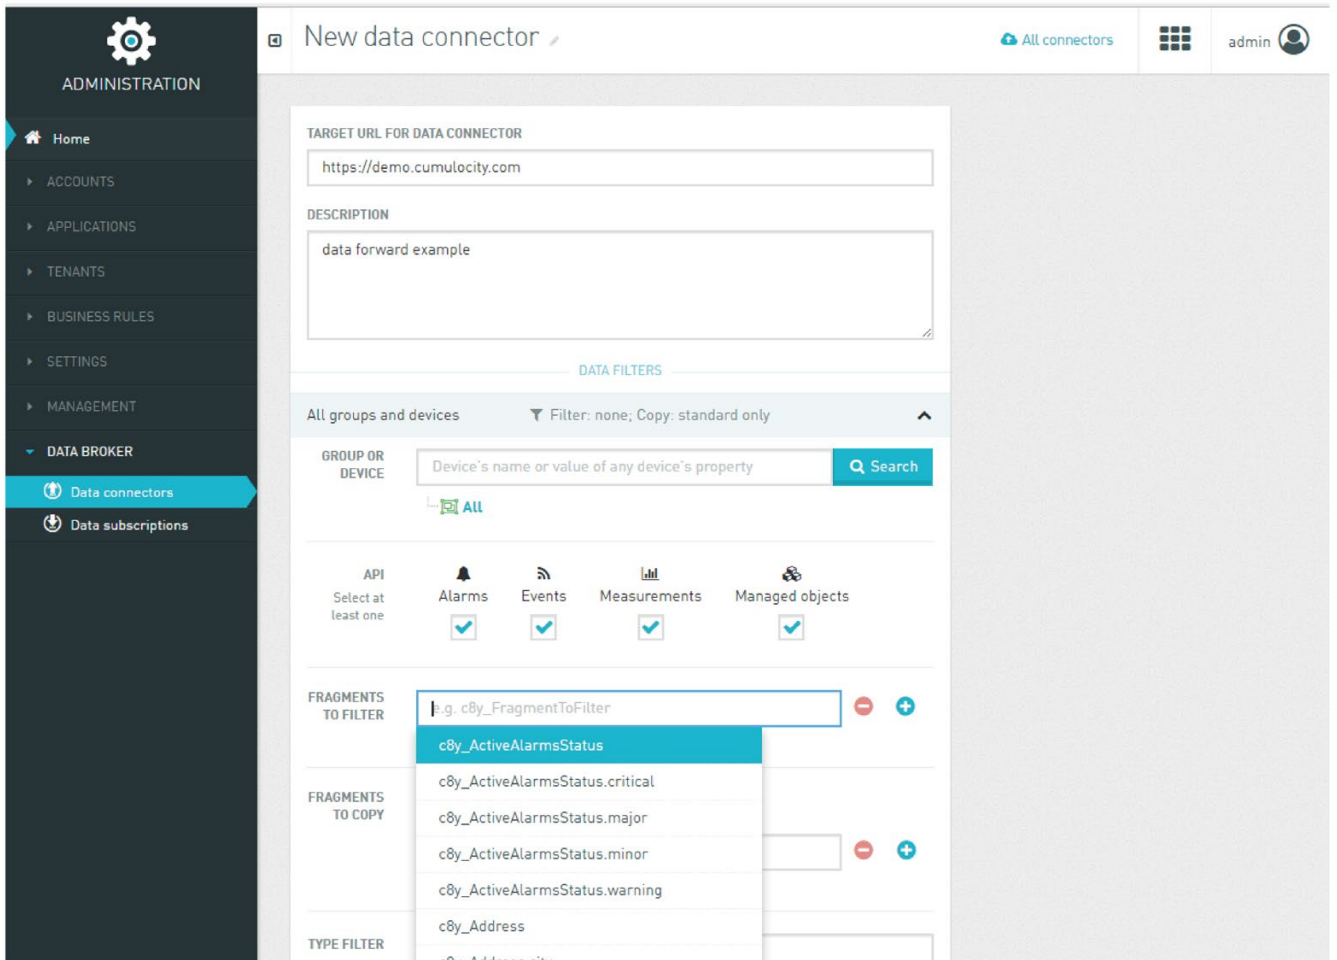 ADMINISTRATION
New data connector
All connectors
admin
Home
ACCOUNTS
APPLICATIONS
TENANTS
BUSINESS RULES
SETTINGS
MANAGEMENT
DATA BROKER
Data connectors
Data subscriptions
TARGET URL FOR DATA CONNECTOR
https://demo.cumulocity.com
DESCRIPTION
data forward example
DATA FILTERS
All groups and devices
Filter: none; Copy: standard only
GROUP OR
DEVICE
Device's name or value of any device's property
Search
All
API
Select at
least one
Alarms
Events
Measurements
Managed objects
FRAGMENTS
TO FILTER
e.g. c8y_FragmentToFilter
c8y_ActiveAlarmsStatus
c8y_ActiveAlarmsStatus.critical
c8y_ActiveAlarmsStatus.major
c8y_ActiveAlarmsStatus.minor
c8y_ActiveAlarmsStatus.warning
c8y_Address
c8y_Address.city
FRAGMENTS
TO COPY
TYPE FILTER